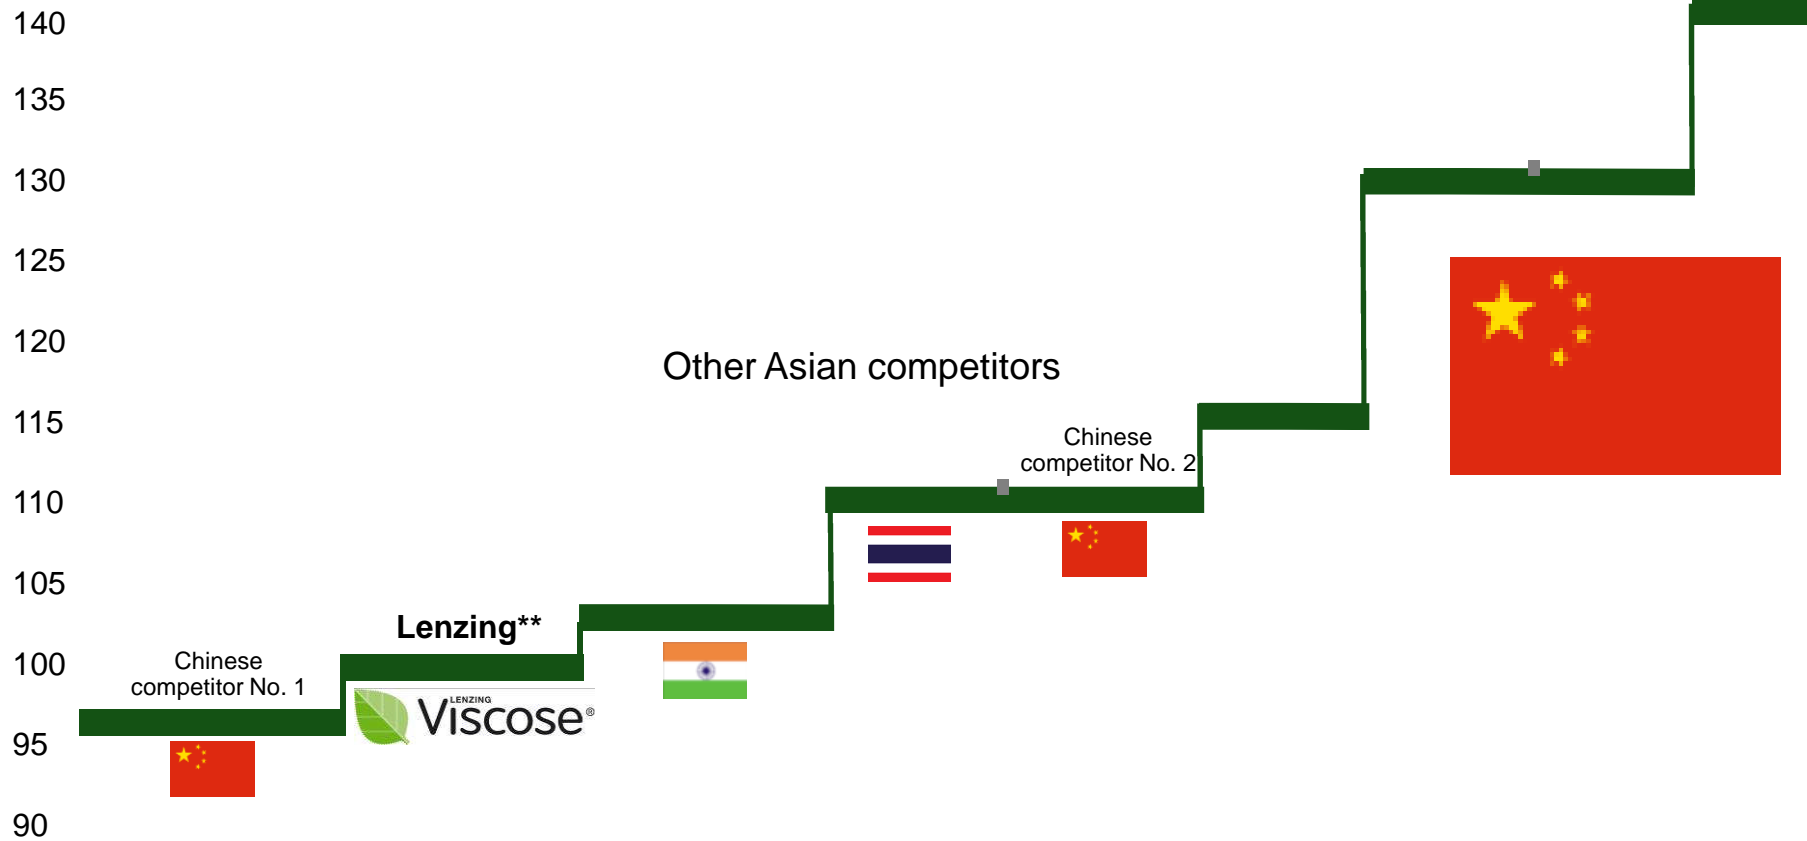 140
135
130
125
120
Other Asian competitors
115
Chinese
competitor No. 2
110
105
Lenzing**
100
Chinese
competitor No. 1
LENZING
Viscose®
95
90